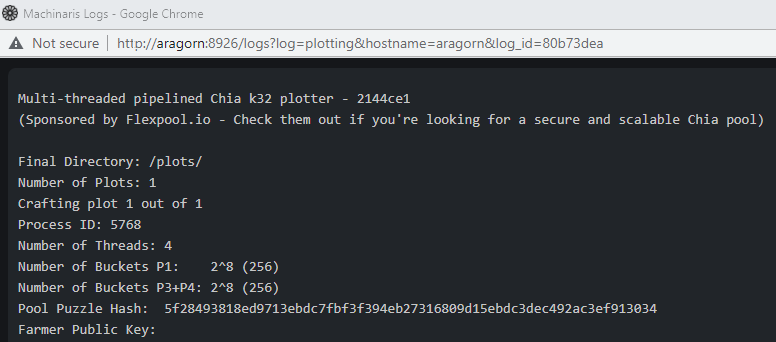 Machinaris Logs - Google Chrome
Not secure http://aragorn:8926/logs?log=plotting&hostname=aragorn&log_id=80b73dea
Multi-threaded pipelined Chia k32 plotter - 2144ce1
(Sponsored by Flexpool.io - Check them out if you're looking for a secure and scalable Chia pool)
Final Directory: /plots/
Number of Plots: 1
Crafting plot 1 out of 1
Process ID: 5768
Number of Threads: 4
Number of Buckets P1:    2^8 (256)
Number of Buckets P3+P4: 2^8 (256)
Pool Puzzle Hash:  5f28493818ed9713ebdc7fbf3f394eb27316809d15ebdc3dec492ac3ef913034
Farmer Public Key: